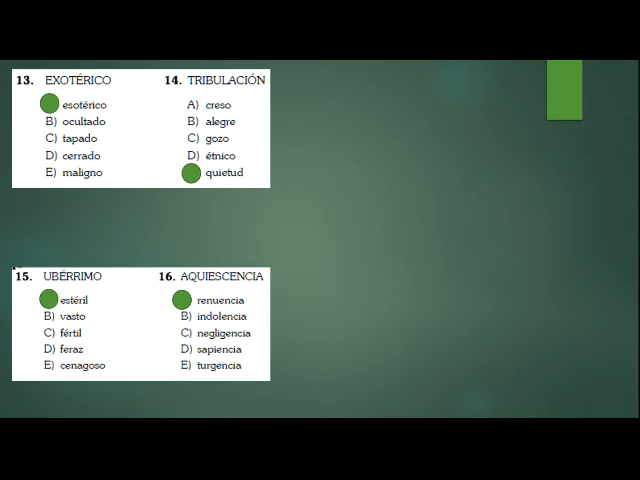 13. EXOTÉRICO
esotérico
B) ocultado
C) tapado
D) cerrado
E) maligno
14. TRIBULACIÓN
A) creso
B) alegre
C) gozo
D) étnico
quietud
15. UBÉRRIMO
estéril
B) vasto
C) fértil
D) feraz
E) cenagoso
16. AQUIESCENCIA
renuencia
B) indolencia
C) negligencia
D) sapiencia
E) turgencia